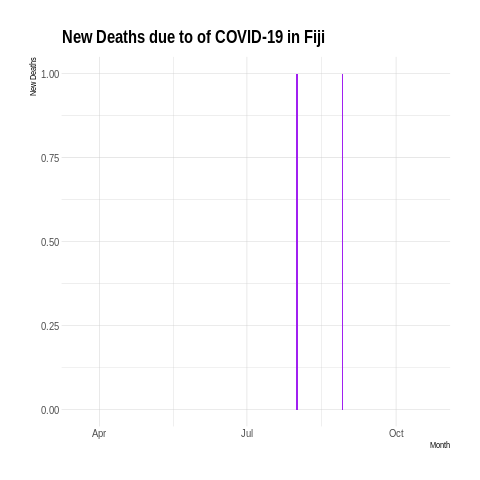 New Deaths due to of COVID-19 in Fiji
New Deaths
1.00
0.75
0.50
0.25
0.00
Apr
Jul
Oct
Month